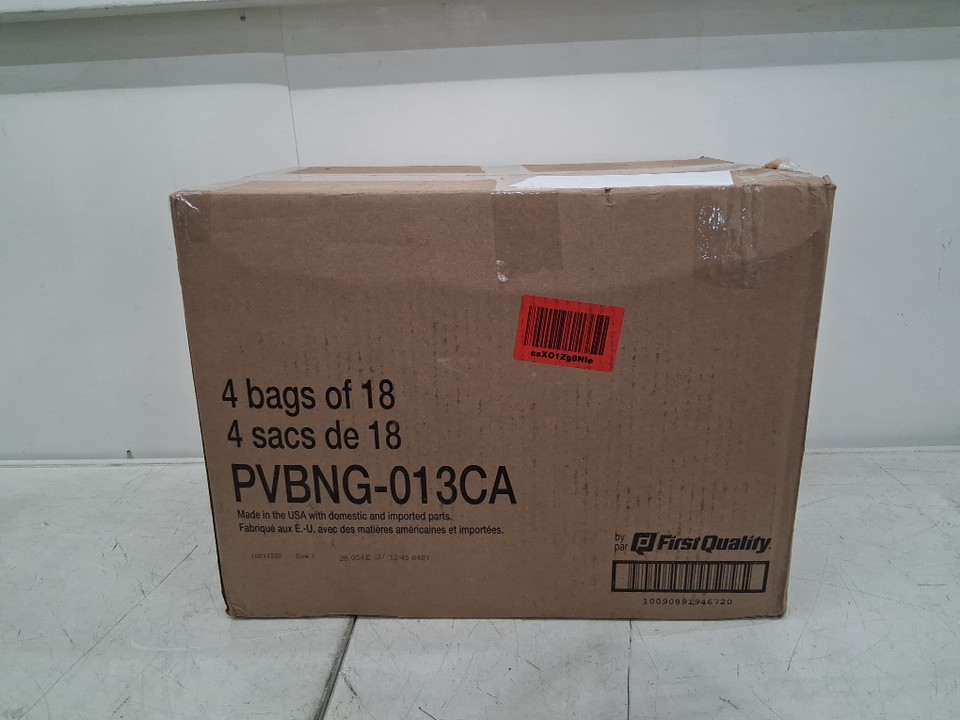 csXO1Zg8Nle
4 bags of 18
4 sacs de 18
PVBNG-013CA
Made in the USA with domestic and imported parts.
Fabriqué aux É.-U. avec des matières américaines et importées.
by
par
First Quality.
10090891946720